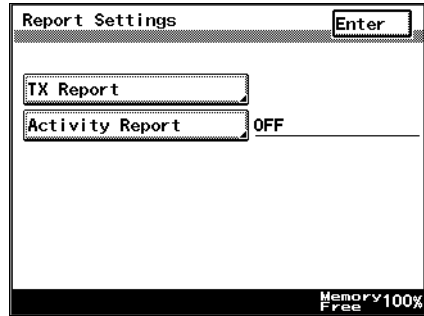 Report Settings
Enter
TX Report
Activity Report
OFF
Memory Free 100%